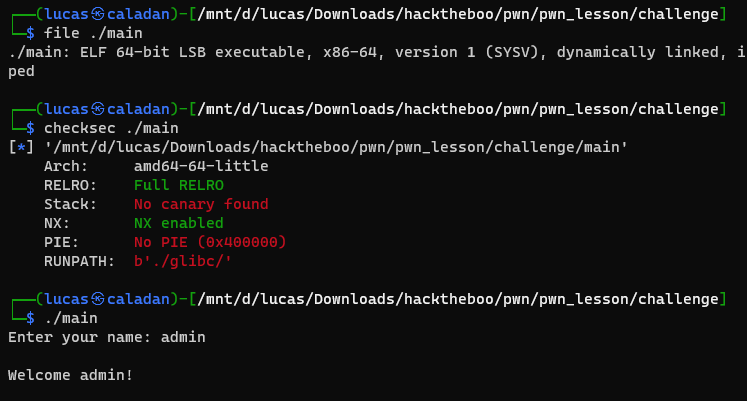 ┌──(lucas㉿caladan)-[/mnt/d/lucas/Downloads/hacktheboo/pwn/pwn_lesson/challenge]
└─$ file ./main
./main: ELF 64-bit LSB executable, x86-64, version 1 (SYSV), dynamically linked, i
ped
┌──(lucas㉿caladan)-[/mnt/d/lucas/Downloads/hacktheboo/pwn/pwn_lesson/challenge]
└─$ checksec ./main
[*] '/mnt/d/lucas/Downloads/hacktheboo/pwn/pwn_lesson/challenge/main'
Arch: amd64-64-little
RELRO: Full RELRO
Stack: No canary found
NX: NX enabled
PIE: No PIE (0x400000)
RUNPATH: b'./glibc/'
┌──(lucas㉿caladan)-[/mnt/d/lucas/Downloads/hacktheboo/pwn/pwn_lesson/challenge]
└─$ ./main
Enter your name: admin
Welcome admin!